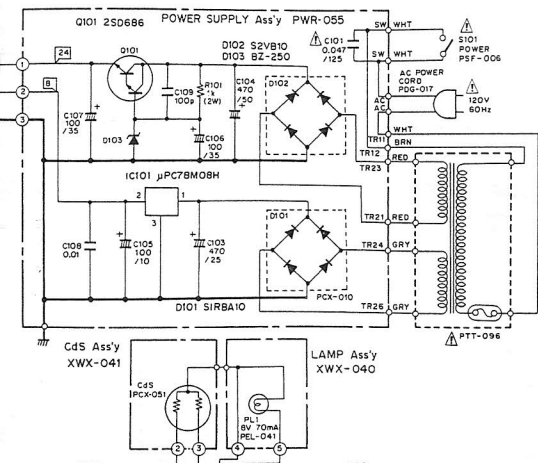 Q101 2SD686 POWER SUPPLY Ass'y PWR-055
SW WHT
C101
0.047
/125
S101
POWER
PSF-006
SW WHT
24
Q101
D102 S2VB10
D103 BZ-250
AC POWER
CORD
PDG-017
1
8
2
3
C109
100p
R101
1k
(2W)
C104
470
/50
D102
AC
AC
120V
60Hz
C107
100
/35
D103
C106
100
/35
WHT
TR11 BRN
TR12 RED
TR23
IC101 μPC78M08H
2 1
3
D101
TR21 RED
TR24 GRY
C108
0.01
C105
100
/10
C103
470
/25
PCX-010
D101 SIRBA10
TR26 GRY
PTT-096
CdS Ass'y
XWX-041
LAMP Ass'y
XWX-040
CdS
PCX-051
PL1
8V 70mA
PEL-041
2 3 4 5